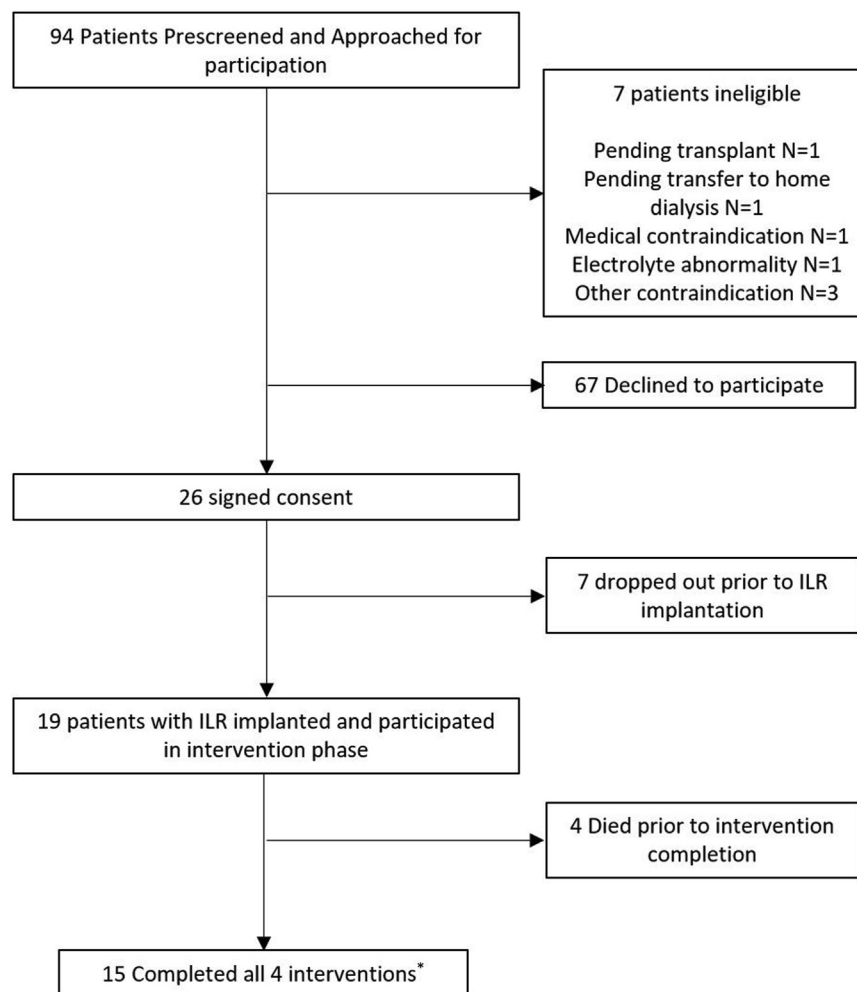 94 Patients Prescreened and Approached for
participation
7 patients ineligible
Pending transplant N=1
Pending transfer to home
dialysis N=1
Medical contraindication N=1
Electrolyte abnormality N=1
Other contraindication N=3
67 Declined to participate
26 signed consent
7 dropped out prior to ILR
implantation
19 patients with ILR implanted and participated
in intervention phase
4 Died prior to intervention
completion
15 Completed all 4 interventions*